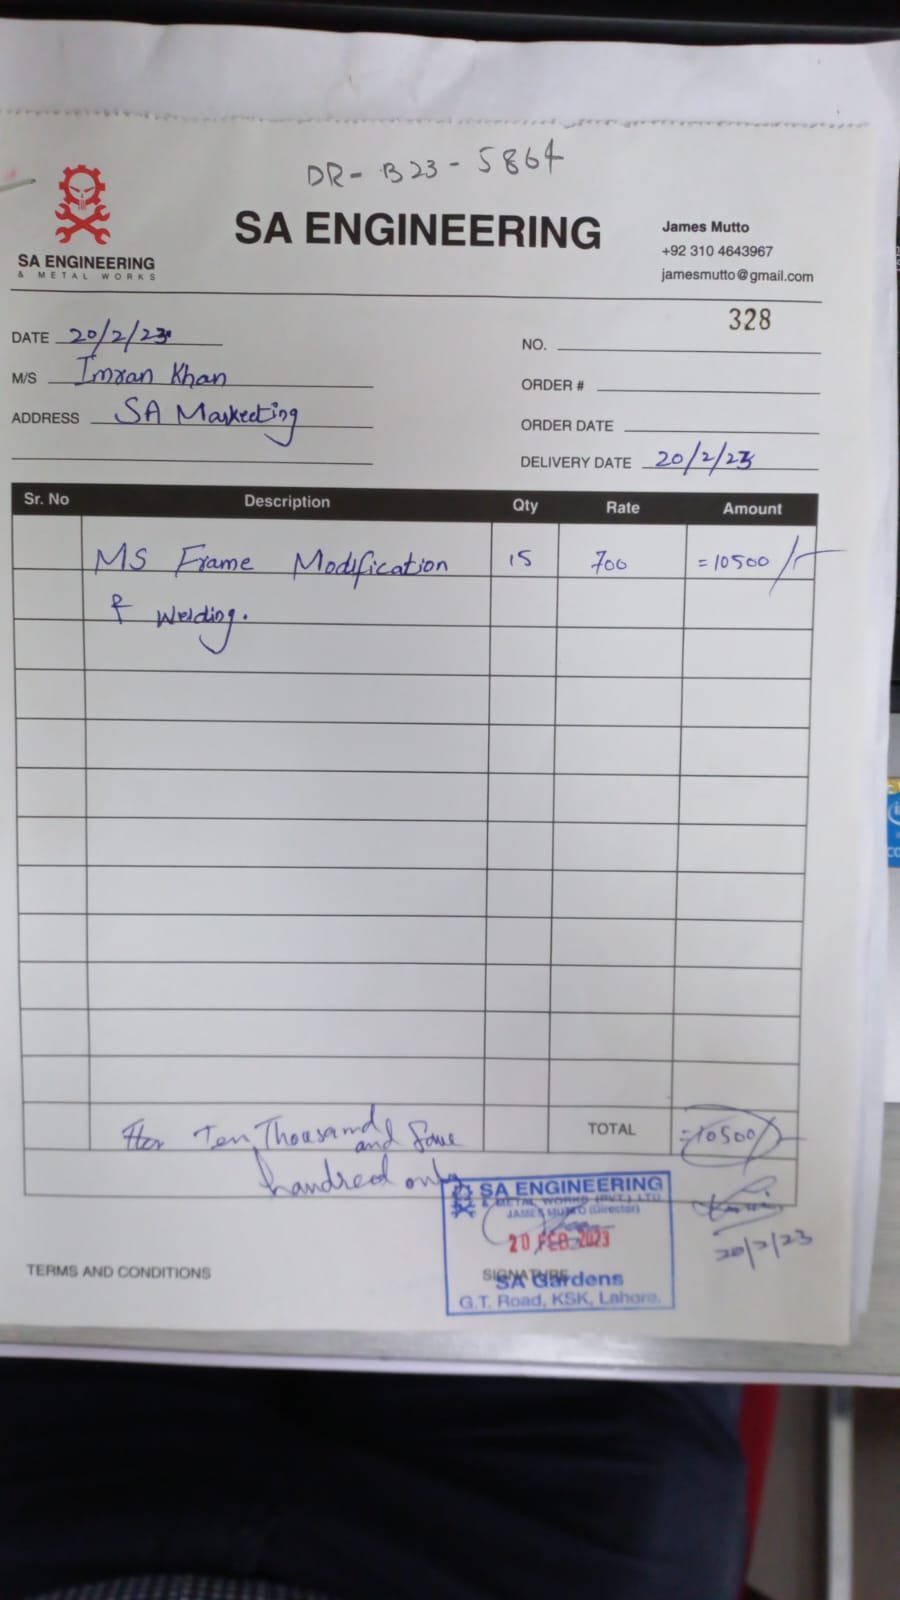 DR- B23- 5864
SA ENGINEERING
& METAL WORKS
SA ENGINEERING
James Mutto
+92 310 4643967
jamesmutto@gmail.com
328
DATE 20/2/23
M/S Imran Khan
ADDRESS SA Marketing
NO.
ORDER #
ORDER DATE
DELIVERY DATE 20/2/23
Sr. No Description Qty Rate Amount
MS Frame Modification 15 700 =10500/-
& Welding.
Ten Thousand and
handred only
TOTAL =10500/-
20/2/23
SA ENGINEERING
& METAL WORKS (PVT.) LTD
JAMES MUTTO (Director)
20 FEB 2023
SIGNATURE
SA Gardens
G.T. Road, KSK, Lahore.
TERMS AND CONDITIONS